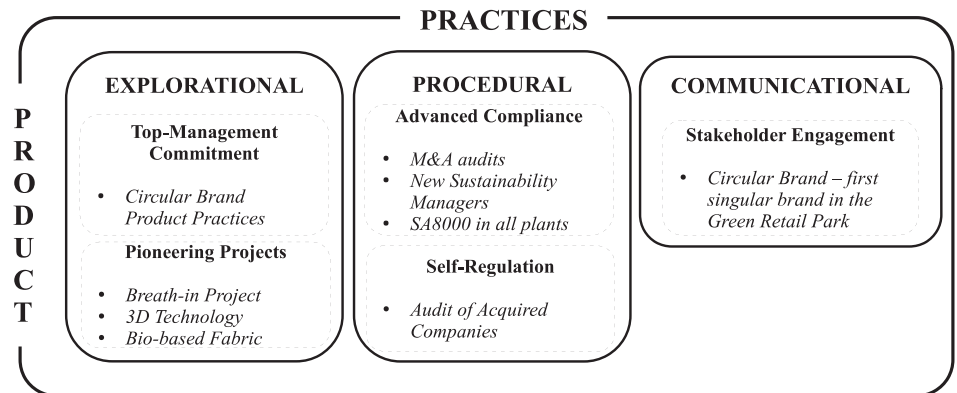 PRACTICES
PRODUCT
EXPLORATIONAL
Top-Management
Commitment
• Circular Brand
Product Practices
Pioneering Projects
• Breath-in Project
• 3D Technology
• Bio-based Fabric
PROCEDURAL
Advanced Compliance
• M&A audits
• New Sustainability
Managers
• SA8000 in all plants
Self-Regulation
• Audit of Acquired
Companies
COMMUNICATIONAL
Stakeholder Engagement
• Circular Brand – first
singular brand in the
Green Retail Park